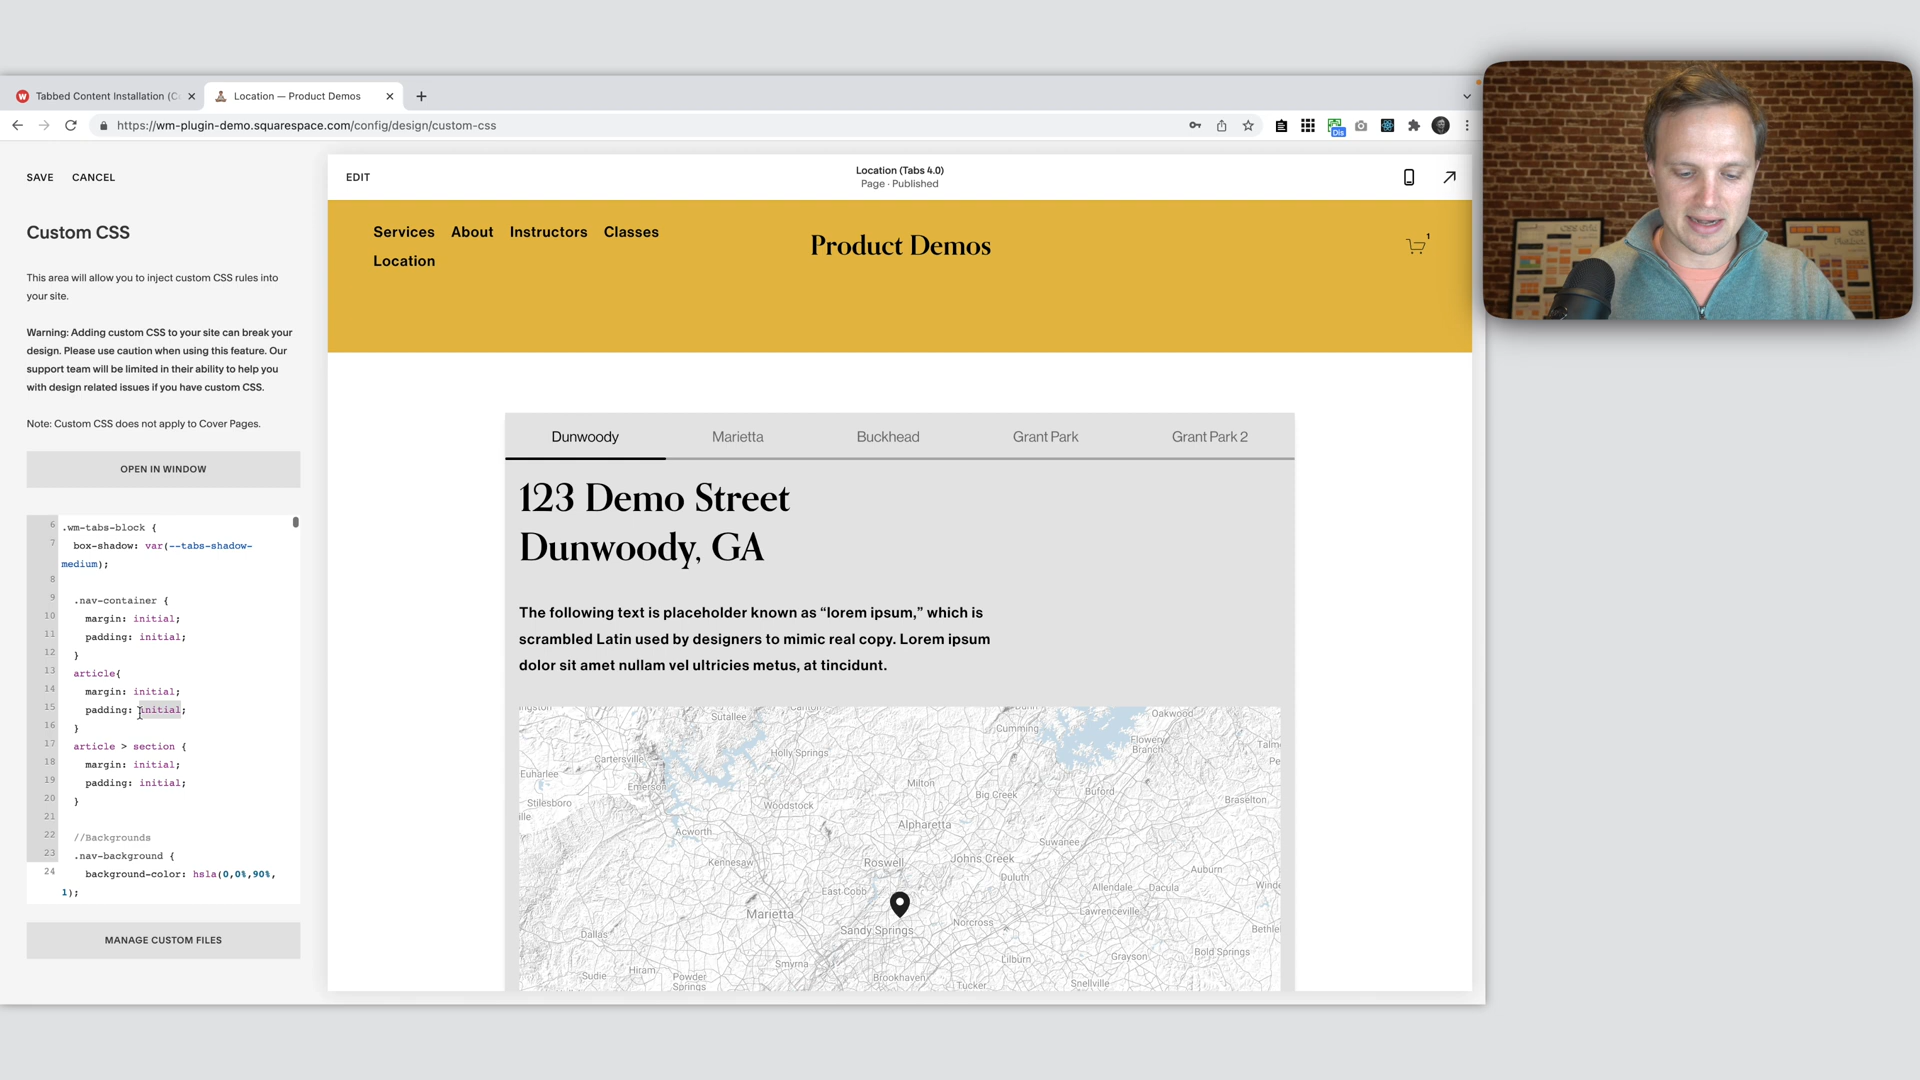 Tabbed Content Installation (C
Location — Product Demos
https://wm-plugin-demo.squarespace.com/config/design/custom-css
Dis
SAVE CANCEL
Custom CSS
This area will allow you to inject custom CSS rules into
your site.
Warning: Adding custom CSS to your site can break your
design. Please use caution when using this feature. Our
support team will be limited in their ability to help you
with design related issues if you have custom CSS.
Note: Custom CSS does not apply to Cover Pages.
OPEN IN WINDOW
6 .wm-tabs-block {
7 box-shadow: var(--tabs-shadow-
medium);
8
9 .nav-container {
10 margin: initial;
11 padding: initial;
12 }
13 article{
14 margin: initial;
15 padding: initial;
16 }
17 article > section {
18 margin: initial;
19 padding: initial;
20 }
21
22 //Backgrounds
23 .nav-background {
24 background-color: hsla(0,0%,90%,
1);
MANAGE CUSTOM FILES
EDIT
Location (Tabs 4.0)
Page · Published
Services About Instructors Classes
Location
Product Demos
1
Dunwoody Marietta Buckhead Grant Park Grant Park 2
123 Demo Street
Dunwoody, GA
The following text is placeholder known as “lorem ipsum,” which is
scrambled Latin used by designers to mimic real copy. Lorem ipsum
dolor sit amet nullam vel ultricies metus, at tincidunt.
Sutallee
Oakwood
Cumming
Flowery
Branch
Holly Springs
Cartersville
Euharlee
Emerson
Milton
Buford
Big Creek
Braselton
Stilesboro
Woodstock
Acworth
Alpharetta
Suwanee
Kennesaw
Roswell
Johns Creek
Auburn
Duluth
East Cobb
Allendale
Dacula
Marietta
Lawrenceville
Norcross
Sandy Springs
Dallas
Bold Springs
Smyrna
Lilburn
Grayson
Sudie
Hiram
Powder
Springs
Brookhaven
Tucker
Snellville